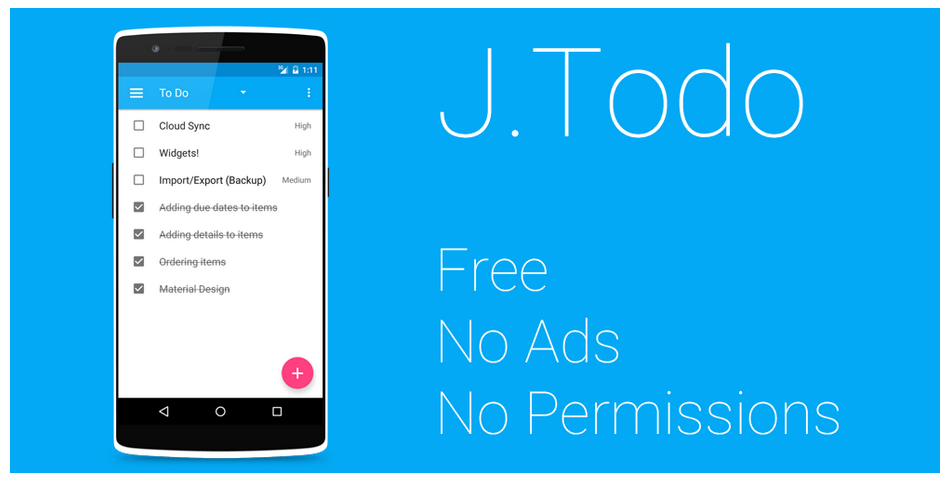 1:11
To Do
Cloud Sync High
Widgets! High
Import/Export (Backup) Medium
Adding due dates to items
Adding details to items
Ordering items
Material Design
+
J.Todo
Free
No Ads
No Permissions